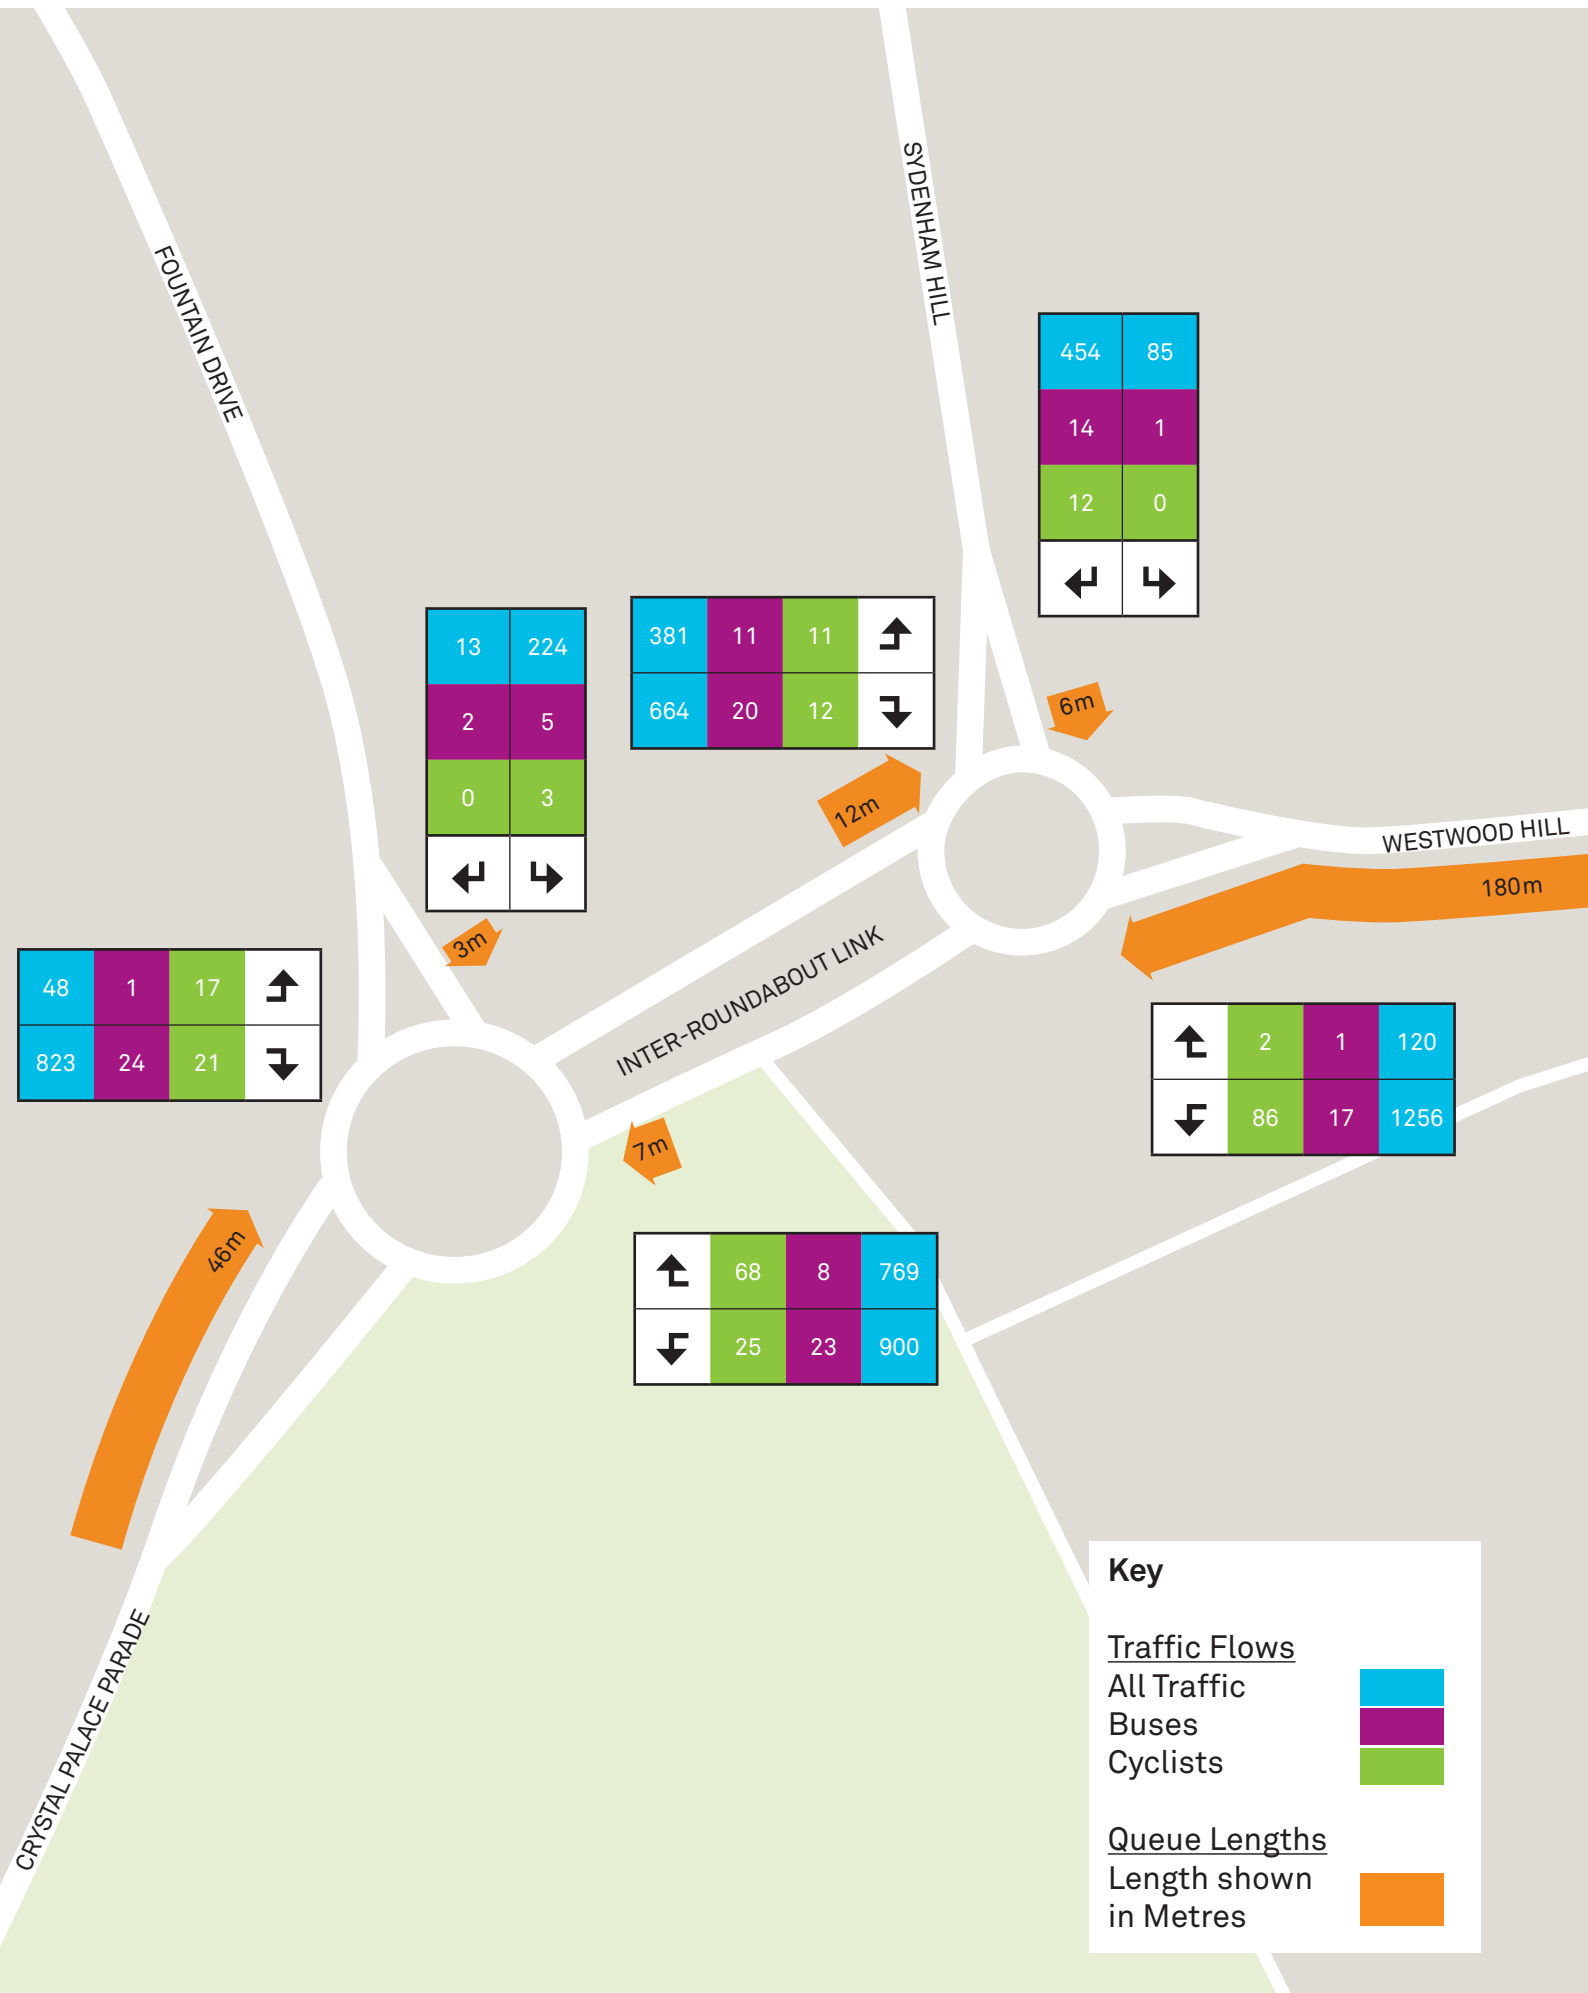 SYDENHAM HILL
FOUNTAIN DRIVE
454 85
14 1
12 0
13 224
2 5
0 3
381 11 11
664 20 12
6m
12m
WESTWOOD HILL
180m
3m
INTER-ROUNDABOUT LINK
48 1 17
823 24 21
2 1 120
86 17 1256
7m
46m
68 8 769
25 23 900
CRYSTAL PALACE PARADE
Key
Traffic Flows
All Traffic
Buses
Cyclists
Queue Lengths
Length shown
in Metres